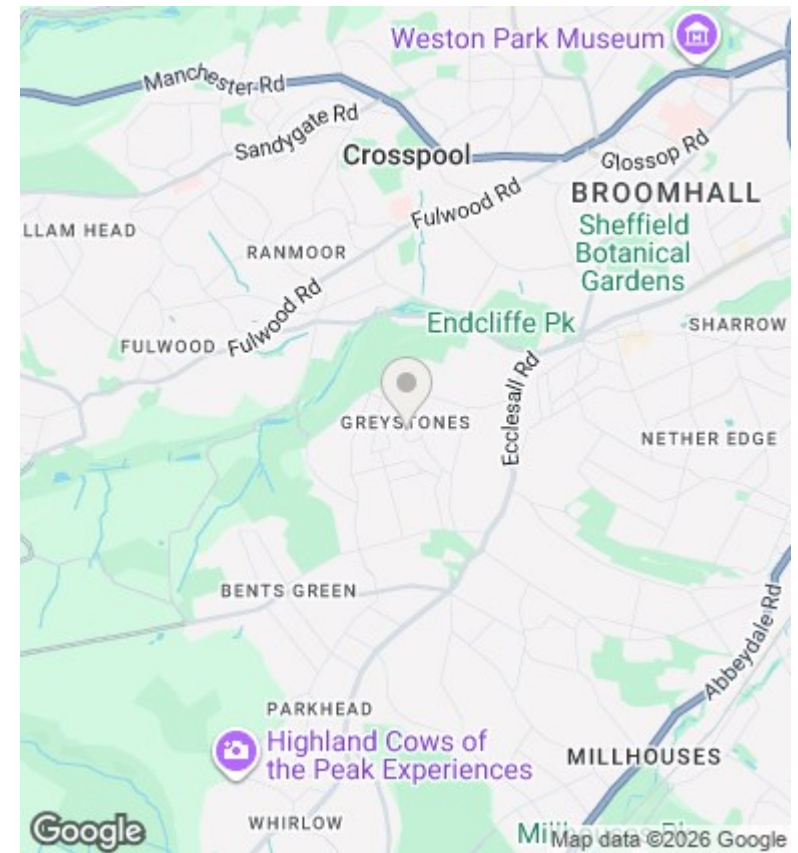 Weston Park Museum
Manchester Rd
Sandygate Rd
Crosspool
Glossop Rd
Fulwood Rd
BROOMHALL
LLAM HEAD
RANMOOR
Sheffield
Botanical
Gardens
Fulwood Rd
Endcliffe Pk
SHARROW
FULWOOD
GREYSTONES
Ecclesall Rd
NETHER EDGE
BENTS GREEN
Abbeydale Rd
PARKHEAD
Highland Cows of
the Peak Experiences
MILLHOUSES
WHIRLOW
Google
Map data ©2026 Google